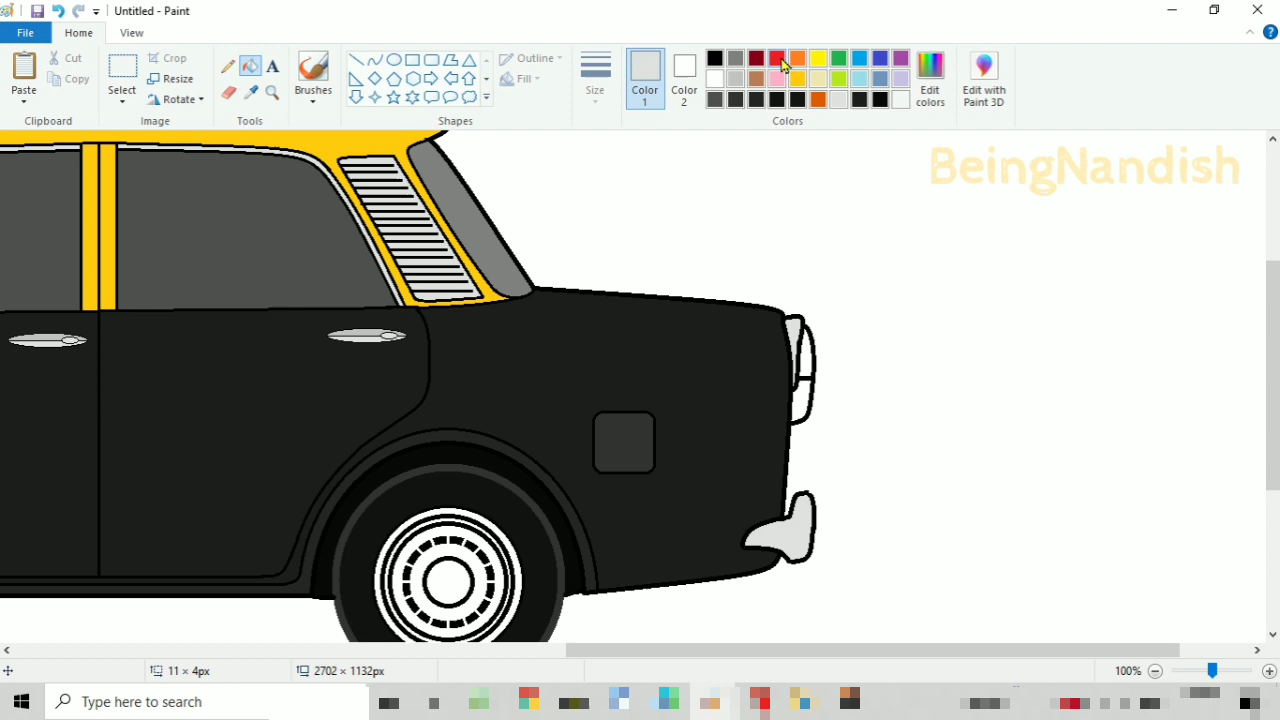 Untitled - Paint
File Home View
Paste
Cut
Copy
Clipboard
Select
Crop
Resize
Rotate
Image
A
Tools
Brushes
Outline
Fill
Shapes
Size
Color 1
Color 2
Edit colors
Edit with Paint 3D
Colors
BeingNandish
11 × 4px
2702 × 1132px
100%
Type here to search